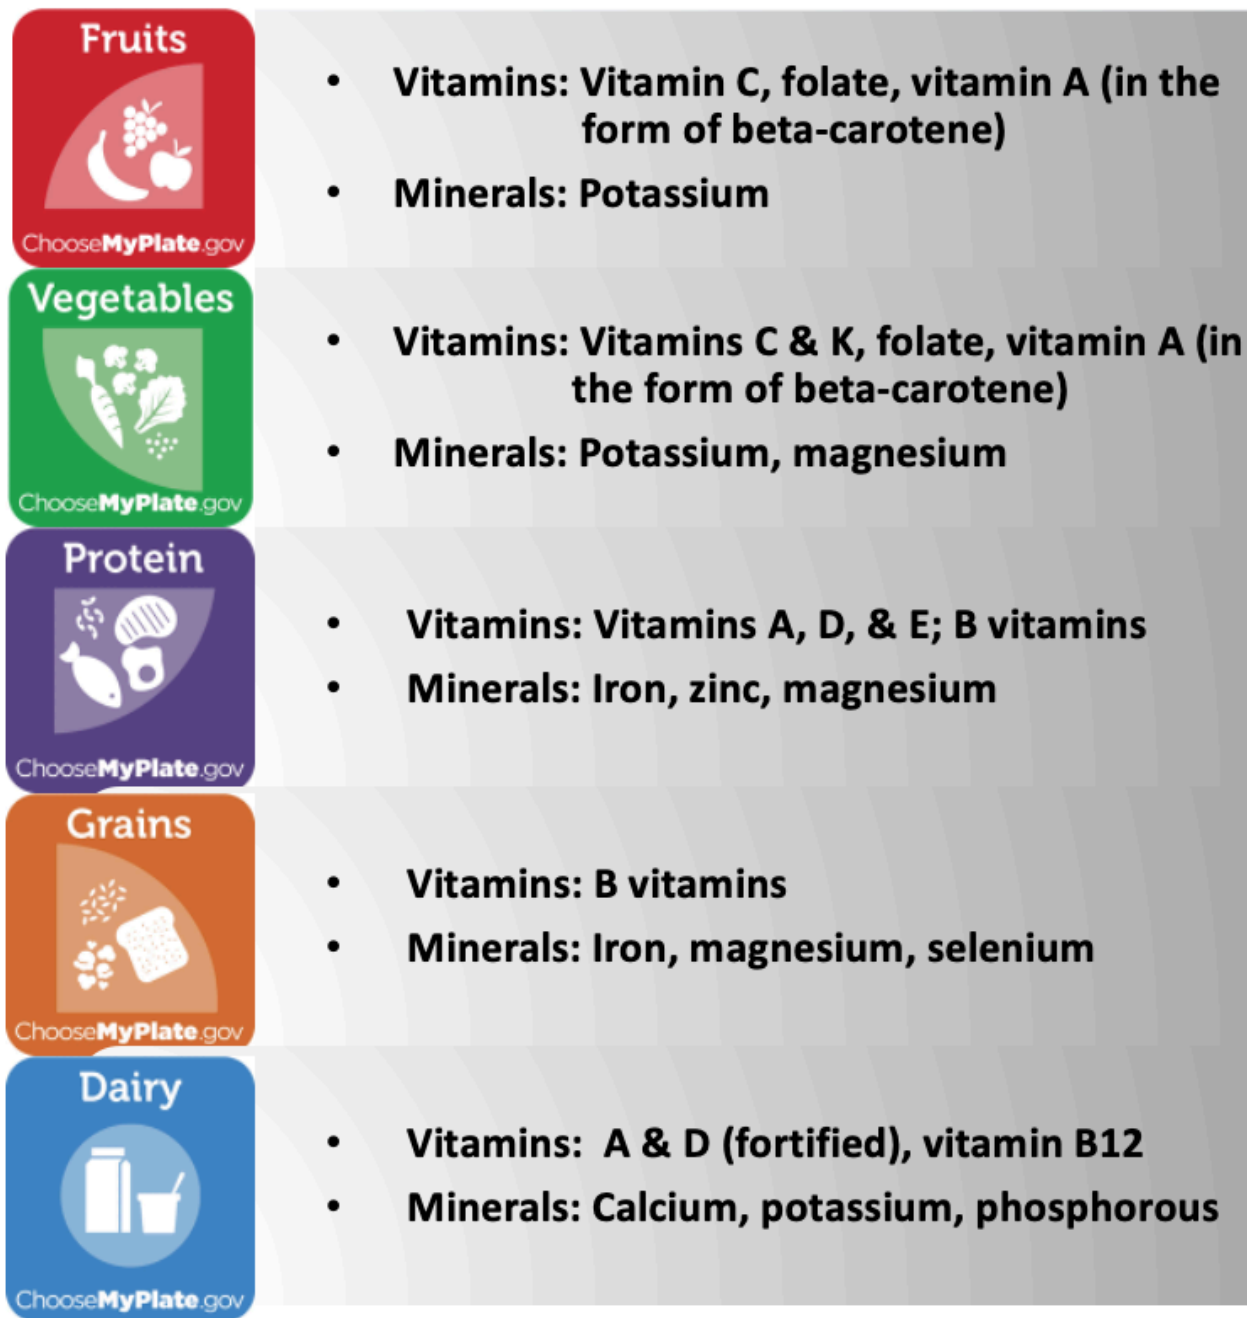 Fruits
• Vitamins: Vitamin C, folate, vitamin A (in the
form of beta-carotene)
• Minerals: Potassium
ChooseMyPlate.gov
Vegetables
• Vitamins: Vitamins C & K, folate, vitamin A (in
the form of beta-carotene)
• Minerals: Potassium, magnesium
ChooseMyPlate.gov
Protein
• Vitamins: Vitamins A, D, & E; B vitamins
• Minerals: Iron, zinc, magnesium
ChooseMyPlate.gov
Grains
• Vitamins: B vitamins
• Minerals: Iron, magnesium, selenium
ChooseMyPlate.gov
Dairy
• Vitamins: A & D (fortified), vitamin B12
• Minerals: Calcium, potassium, phosphorous
ChooseMyPlate.gov